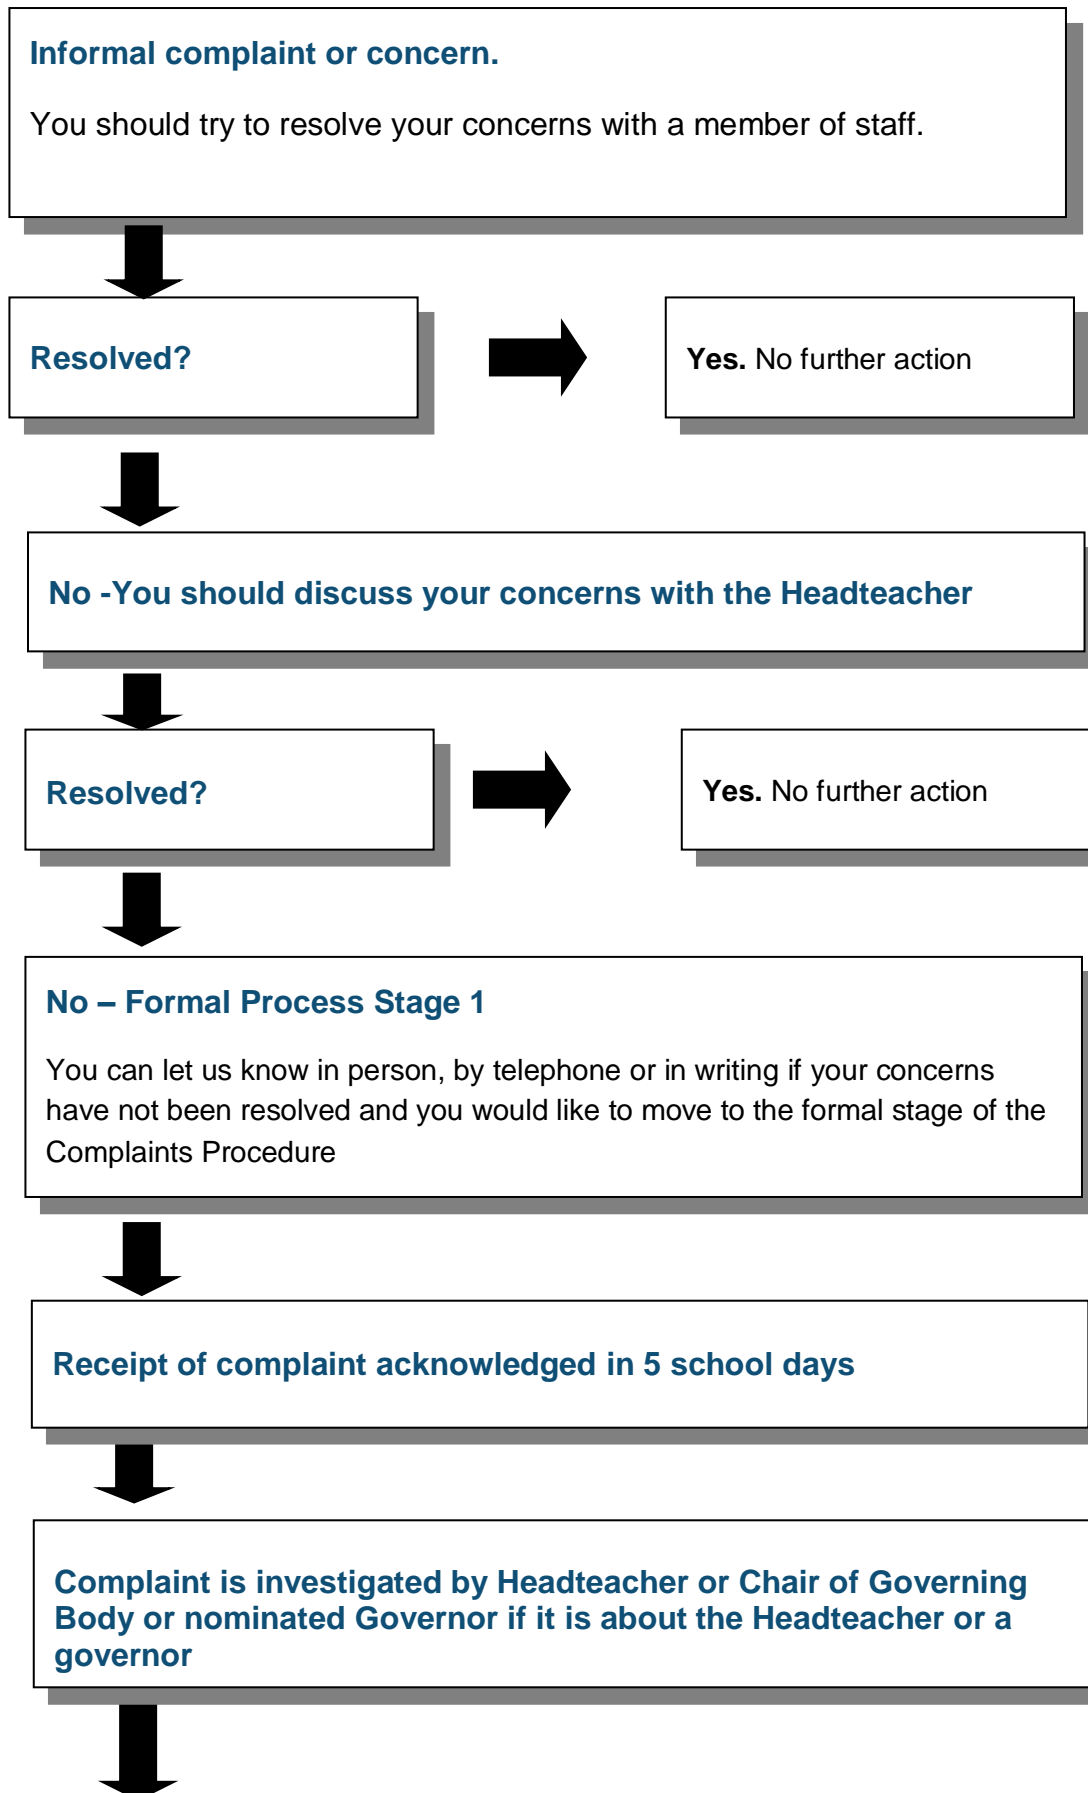 Informal complaint or concern.
You should try to resolve your concerns with a member of staff.
Resolved?
Yes. No further action
No -You should discuss your concerns with the Headteacher
Resolved?
Yes. No further action
No – Formal Process Stage 1
You can let us know in person, by telephone or in writing if your concerns
have not been resolved and you would like to move to the formal stage of the
Complaints Procedure
Receipt of complaint acknowledged in 5 school days
Complaint is investigated by Headteacher or Chair of Governing
Body or nominated Governor if it is about the Headteacher or a
governor